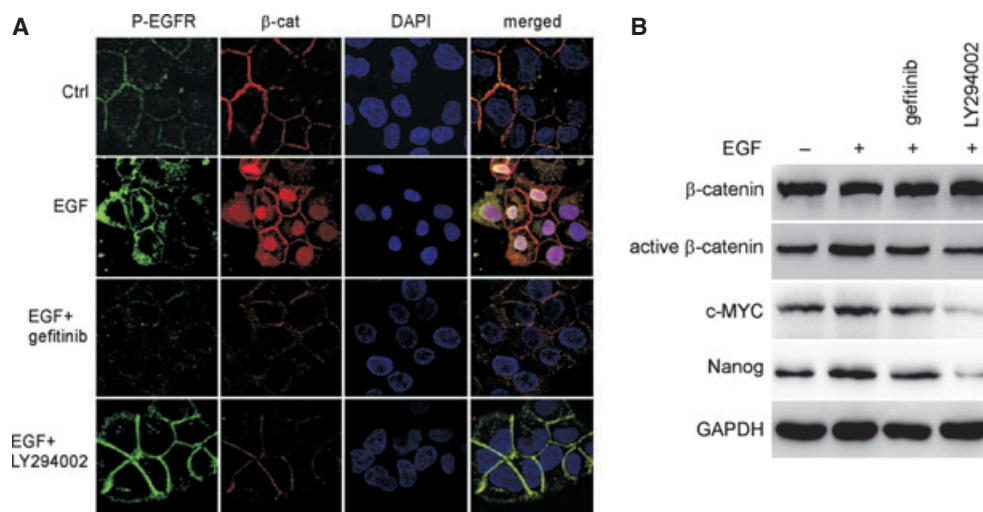 A
P-EGFR β-cat DAPI merged
Ctrl
EGF
EGF+
gefitinib
EGF+
LY294002
B
gefitinib
LY294002
EGF – + + +
β-catenin
active β-catenin
c-MYC
Nanog
GAPDH